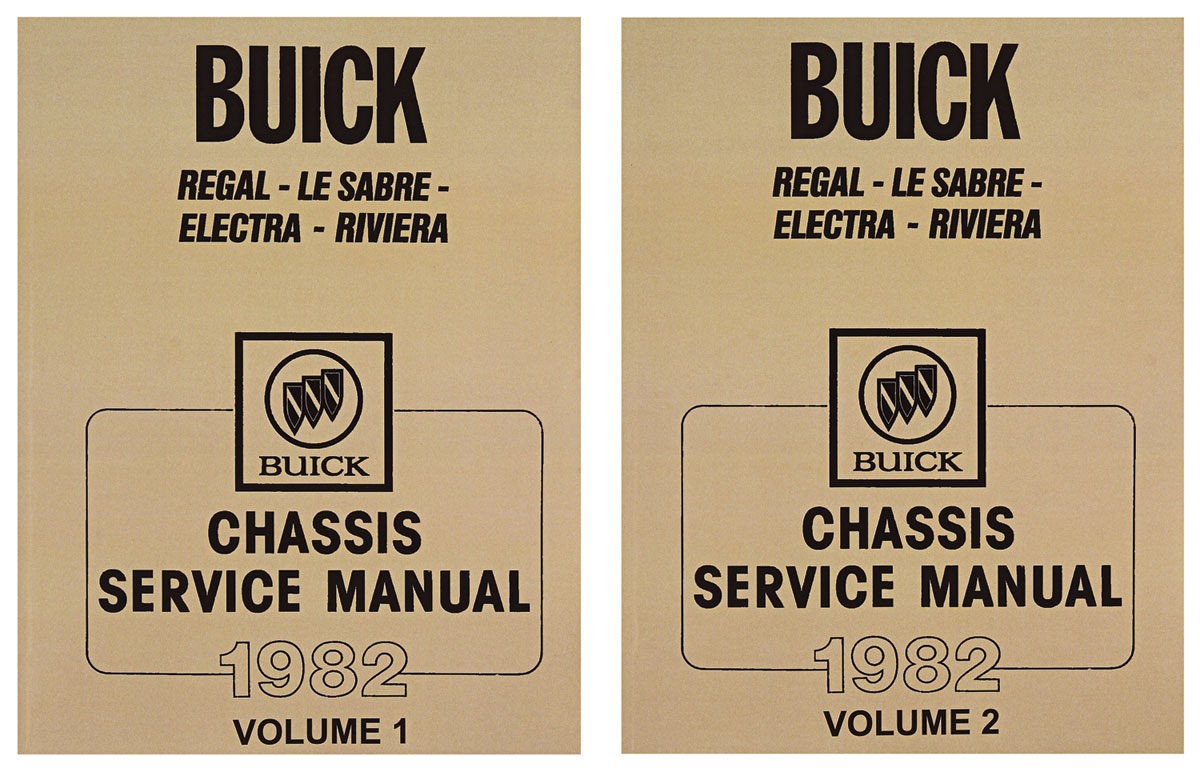 BUICK
REGAL - LE SABRE -
ELECTRA - RIVIERA
BUICK
CHASSIS
SERVICE MANUAL
1982
VOLUME 1
BUICK
REGAL - LE SABRE -
ELECTRA - RIVIERA
BUICK
CHASSIS
SERVICE MANUAL
1982
VOLUME 2